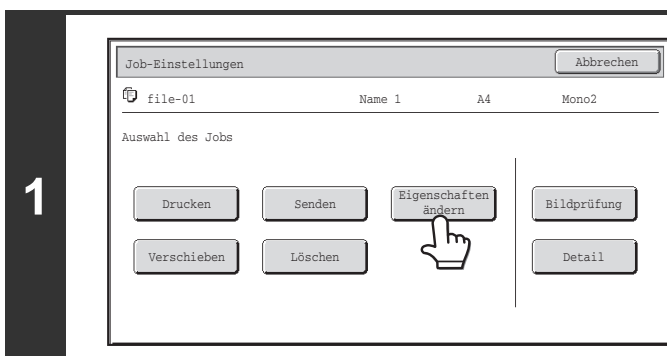 1
Job-Einstellungen Abbrechen
file-01 Name 1 A4 Mono2
Auswahl des Jobs
Drucken Senden Eigenschaften ändern Bildprüfung
Verschieben Löschen Detail